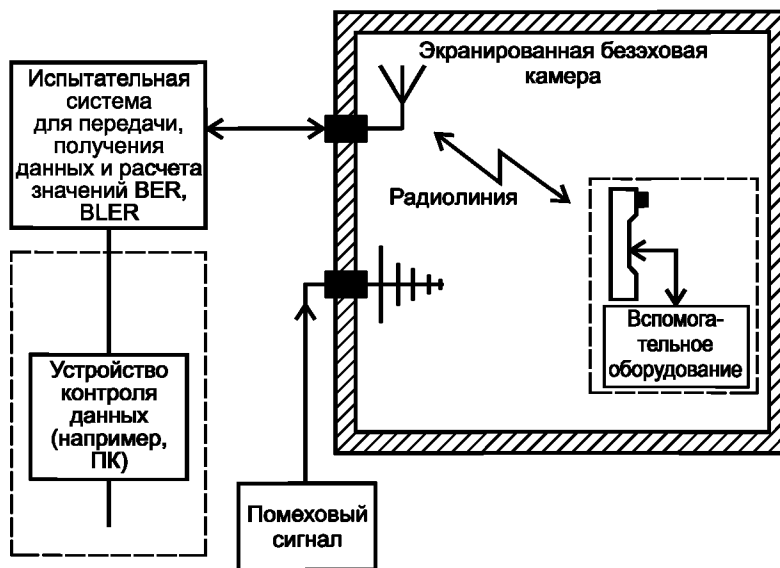 Экранированная безэховая
камера
Испытательная
система
для передачи,
получения
данных и расчета
значений BER,
BLER
Радиолиния
Вспомога-
тельное
оборудование
Устройство
контроля
данных
(например,
ПК)
Помеховый
сигнал